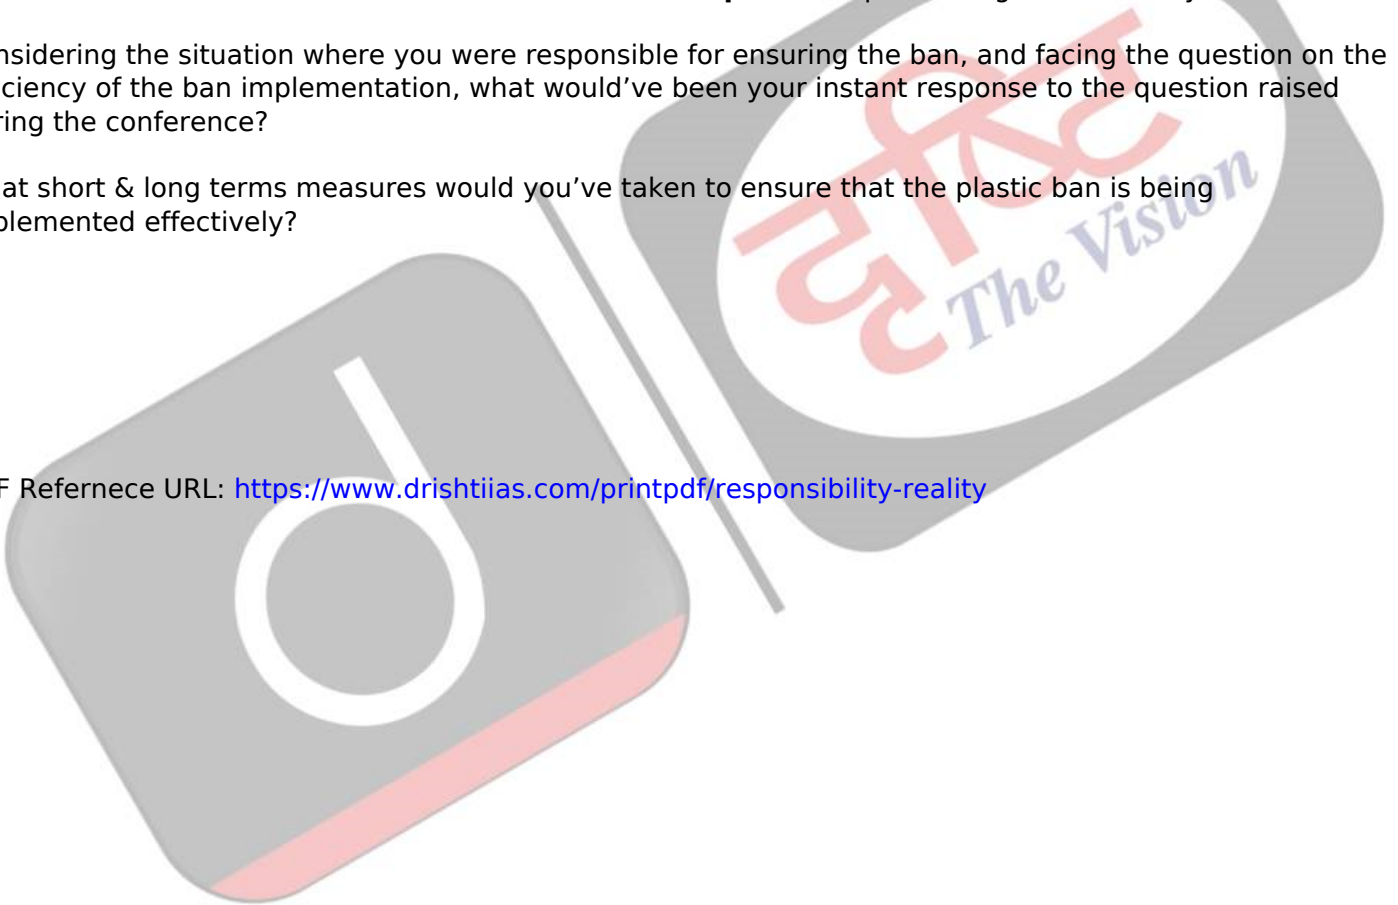 nsidering the situation where you were responsible for ensuring the ban, and facing the question on the
iciency of the ban implementation, what would’ve been your instant response to the question raised
ring the conference?
at short & long terms measures would you’ve taken to ensure that the plastic ban is being
plemented effectively?
दृष्टि
The Vision
d
F Refernece URL: https://www.drishtiias.com/printpdf/responsibility-reality